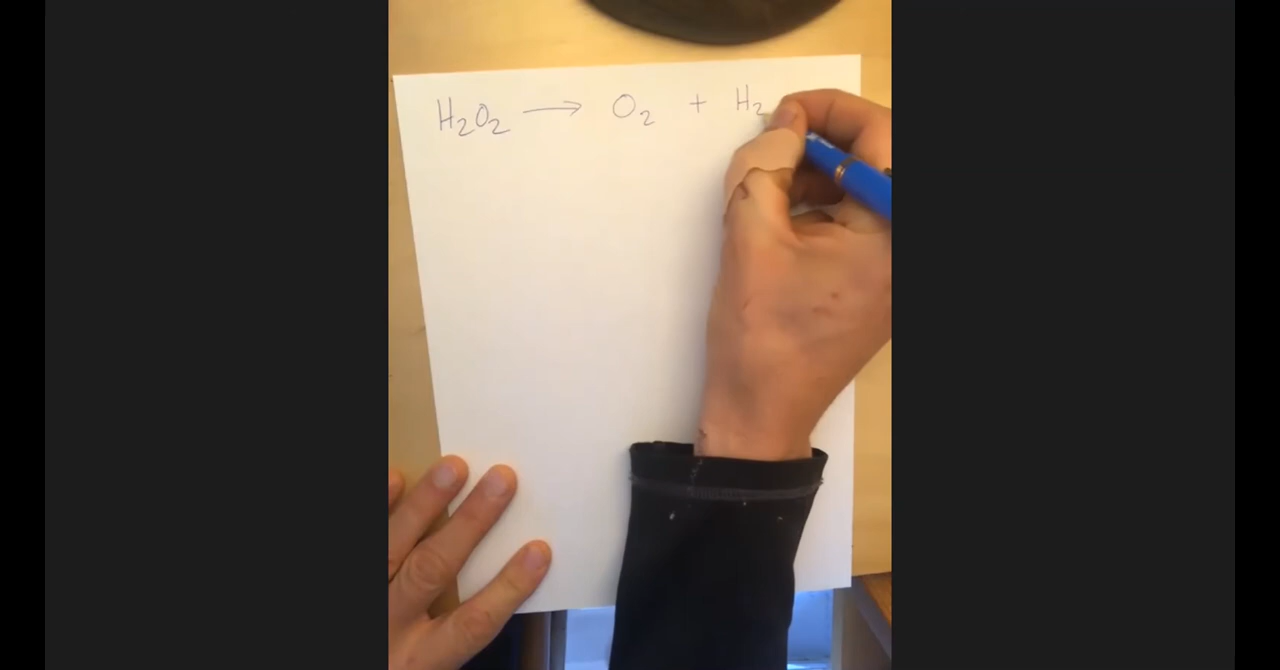 H₂O₂ ⟶ O₂ + H₂